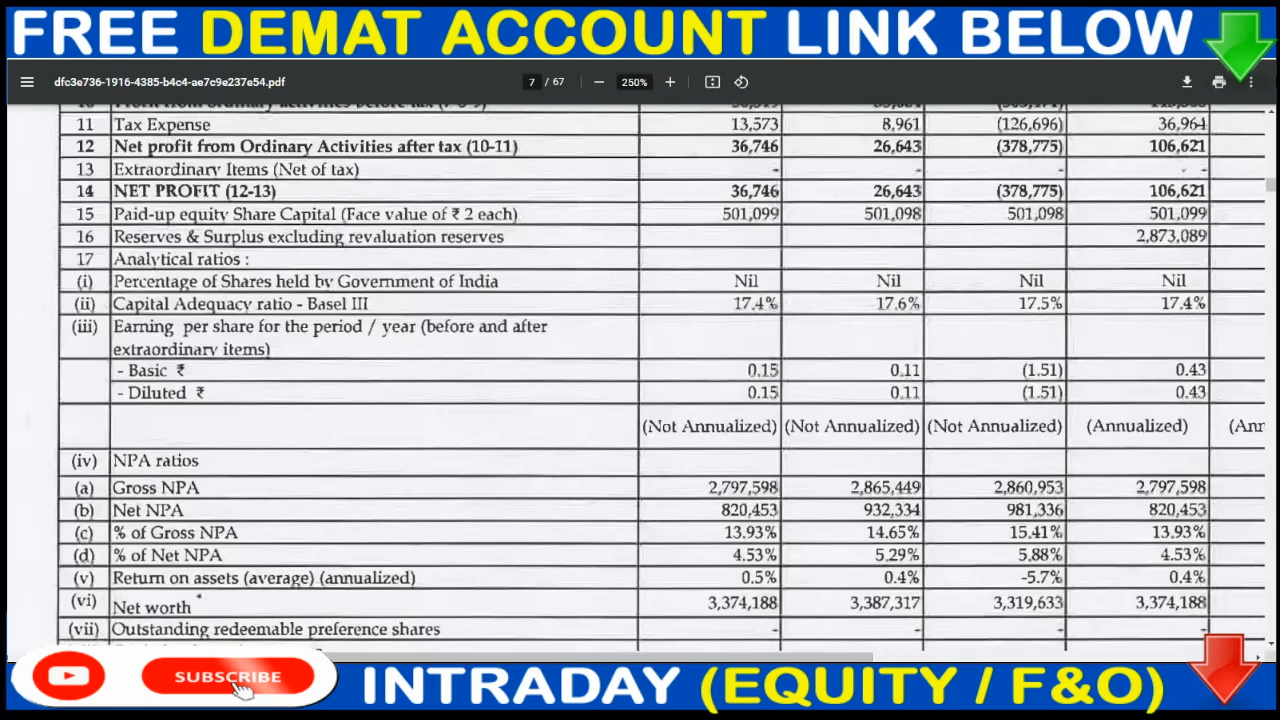 FREE DEMAT ACCOUNT LINK BELOW
dfc3e736-1916-4385-b4c4-ae7c9e237e54.pdf 7 / 67 250%
11 Tax Expense 13,573 8,961 (126,696) 36,964
12 Net profit from Ordinary Activities after tax (10-11) 36,746 26,643 (378,775) 106,621
13 Extraordinary Items (Net of tax) - - - -
14 NET PROFIT (12-13) 36,746 26,643 (378,775) 106,621
15 Paid-up equity Share Capital (Face value of ₹ 2 each) 501,099 501,098 501,098 501,099
16 Reserves & Surplus excluding revaluation reserves 2,873,089
17 Analytical ratios :
(i) Percentage of Shares held by Government of India Nil Nil Nil Nil
(ii) Capital Adequacy ratio - Basel III 17.4% 17.6% 17.5% 17.4%
(iii) Earning per share for the period / year (before and after
extraordinary items)
- Basic ₹ 0.15 0.11 (1.51) 0.43
- Diluted ₹ 0.15 0.11 (1.51) 0.43
(Not Annualized) (Not Annualized) (Not Annualized) (Annualized) (Anr
(iv) NPA ratios
(a) Gross NPA 2,797,598 2,865,449 2,860,953 2,797,598
(b) Net NPA 820,453 932,334 981,336 820,453
(c) % of Gross NPA 13.93% 14.65% 15.41% 13.93%
(d) % of Net NPA 4.53% 5.29% 5.88% 4.53%
(v) Return on assets (average) (annualized) 0.5% 0.4% -5.7% 0.4%
(vi) Net worth * 3,374,188 3,387,317 3,319,633 3,374,188
(vii) Outstanding redeemable preference shares - - - -
SUBSCRIBE
INTRADAY (EQUITY / F&O)